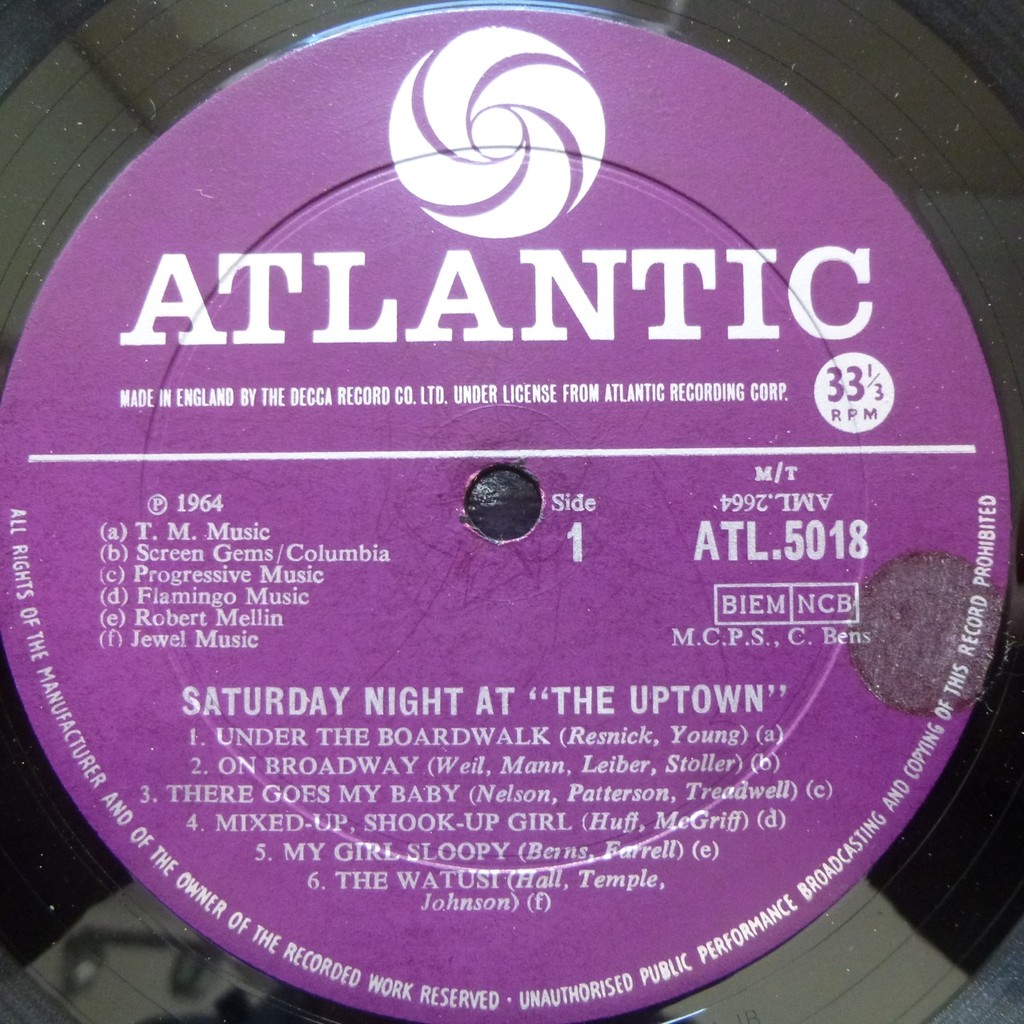 ATLANTIC
MADE IN ENGLAND BY THE DECCA RECORD CO. LTD. UNDER LICENSE FROM ATLANTIC RECORDING CORP.
33 1/3
RPM
℗ 1964
(a) T. M. Music
(b) Screen Gems/Columbia
(c) Progressive Music
(d) Flamingo Music
(e) Robert Mellin
(f) Jewel Music
Side
1
M/T
AML.2664
ATL.5018
BIEM NCB
M.C.P.S., C. Bens
SATURDAY NIGHT AT “THE UPTOWN”
1. UNDER THE BOARDWALK (Resnick, Young) (a)
2. ON BROADWAY (Weil, Mann, Leiber, Stoller) (b)
3. THERE GOES MY BABY (Nelson, Patterson, Treadwell) (c)
4. MIXED-UP, SHOOK-UP GIRL (Huff, McGriff) (d)
5. MY GIRL SLOOPY (Berns, Farrell) (e)
6. THE WATUSI (Hall, Temple,
Johnson) (f)
ALL RIGHTS OF THE MANUFACTURER AND OF THE OWNER OF THE RECORDED WORK RESERVED · UNAUTHORISED PUBLIC PERFORMANCE BROADCASTING AND COPYING OF THIS RECORD PROHIBITED